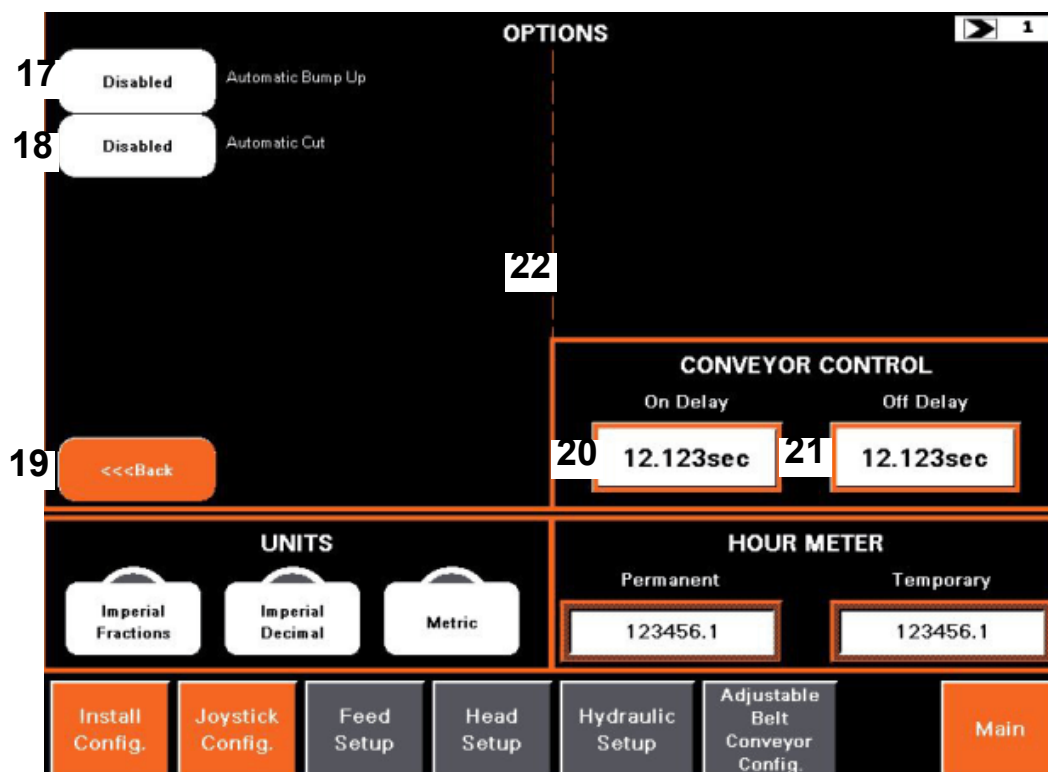 OPTIONS
1
17
Disabled
Automatic Bump Up
18
Disabled
Automatic Cut
22
CONVEYOR CONTROL
On Delay
Off Delay
19
<<<Back
20
12.123sec
21
12.123sec
UNITS
Imperial
Fractions
Imperial
Decimal
Metric
HOUR METER
Permanent
Temporary
123456.1
123456.1
Install
Config.
Joystick
Config.
Feed
Setup
Head
Setup
Hydraulic
Setup
Adjustable
Belt
Conveyor
Config.
Main